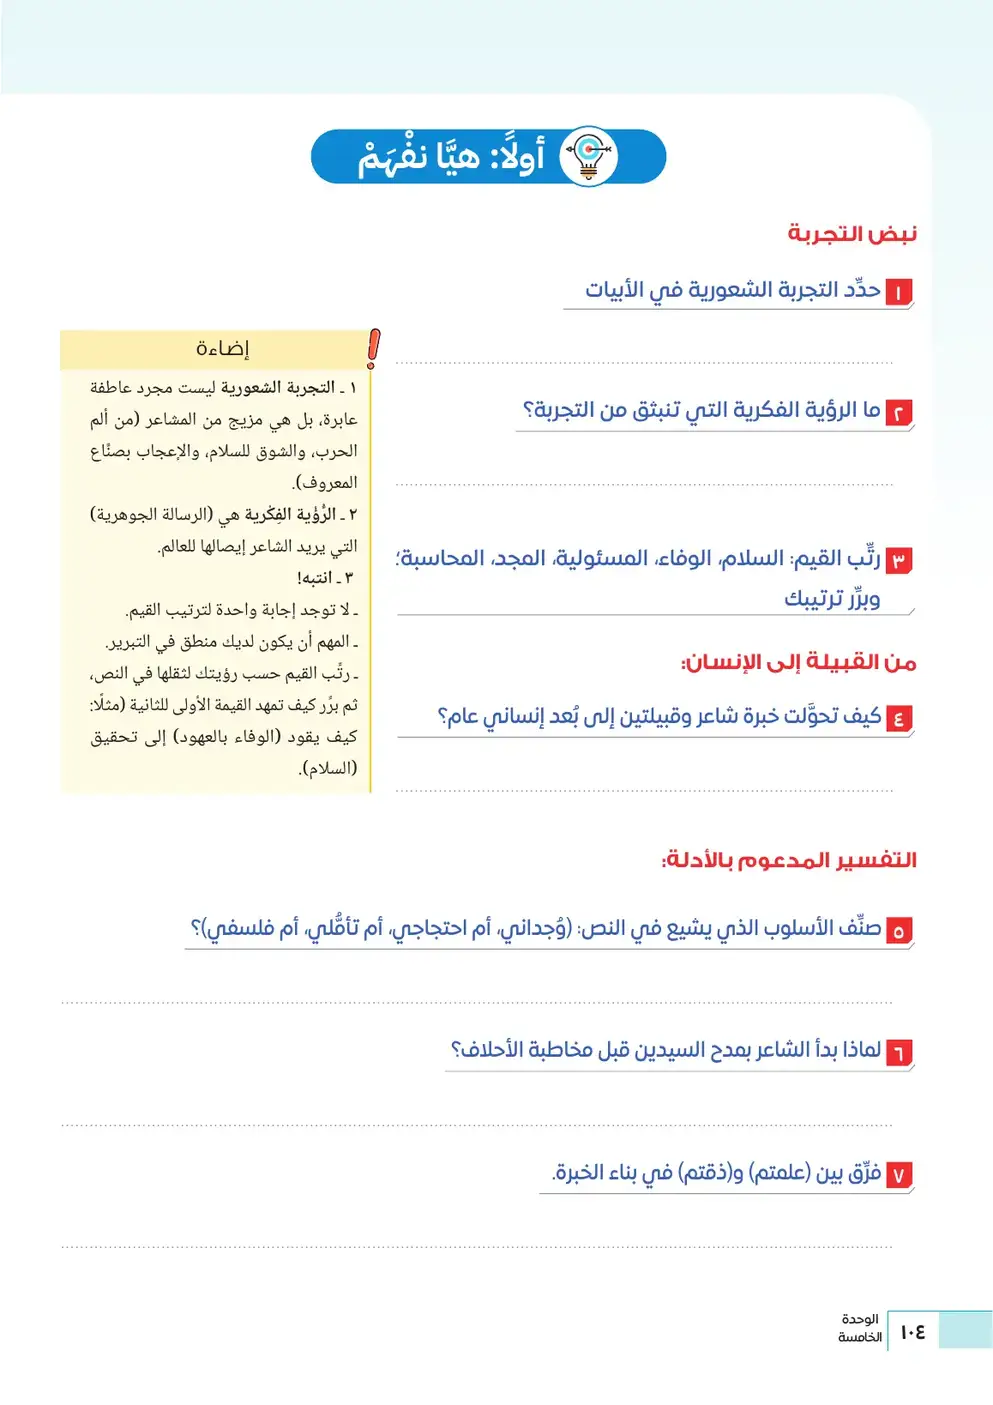 أولًا: هيَّا نفْهَمْ
نبض التجربة
١ حدِّد التجربة الشعورية في الأبيات
٢ ما الرؤية الفكرية التي تنبثق من التجربة؟
٣ رتِّب القيم: السلام، الوفاء، المسئولية، المجد، المحاسبة؛
وبرِّر ترتيبك
من القبيلة إلى الإنسان:
٤ كيف تحوَّلت خبرة شاعر وقبيلتين إلى بُعد إنساني عام؟
إضاءة
١ ـ التجربة الشعورية ليست مجرد عاطفة
عابرة، بل هي مزيج من المشاعر (من ألم
الحرب، والشوق للسلام، والإعجاب بصنَّاع
المعروف).
٢ ـ الرُّؤْية الفِكْرية هي (الرسالة الجوهرية)
التي يريد الشاعر إيصالها للعالم.
٣ ـ انتبه!
ـ لا توجد إجابة واحدة لترتيب القيم.
ـ المهم أن يكون لديك منطق في التبرير.
ـ رتِّب القيم حسب رؤيتك لثقلها في النص،
ثم برِّر كيف تمهد القيمة الأولى للثانية (مثلًا:
كيف يقود (الوفاء بالعهود) إلى تحقيق
(السلام).
التفسير المدعوم بالأدلة:
٥ صنِّف الأسلوب الذي يشيع في النص: (وُجداني، أم احتجاجي، أم تأمُّلي، أم فلسفي)؟
٦ لماذا بدأ الشاعر بمدح السيدين قبل مخاطبة الأحلاف؟
٧ فرِّق بين (علمتم) و(ذقتم) في بناء الخبرة.
الوحدة
الخامسة
١٠٤